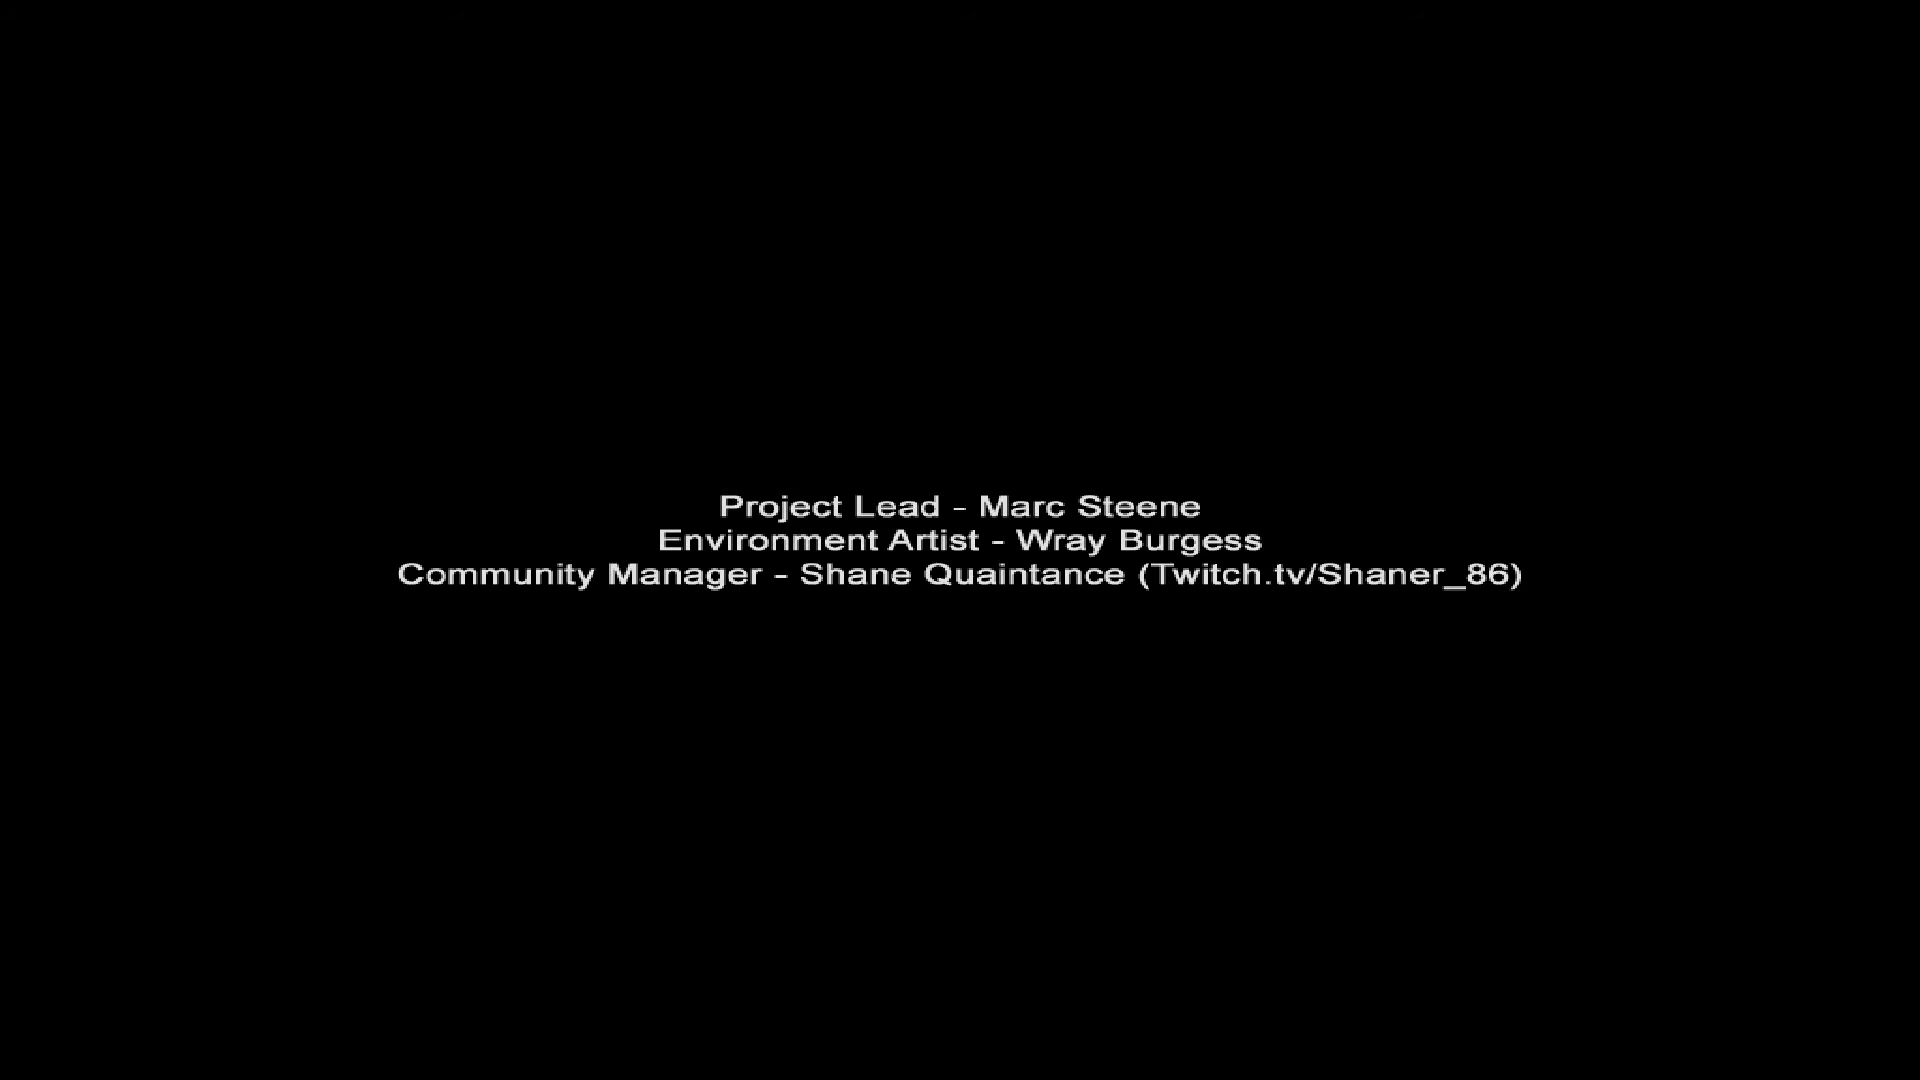 Project Lead - Marc Steene
Environment Artist - Wray Burgess
Community Manager - Shane Quaintance (Twitch.tv/Shaner_86)